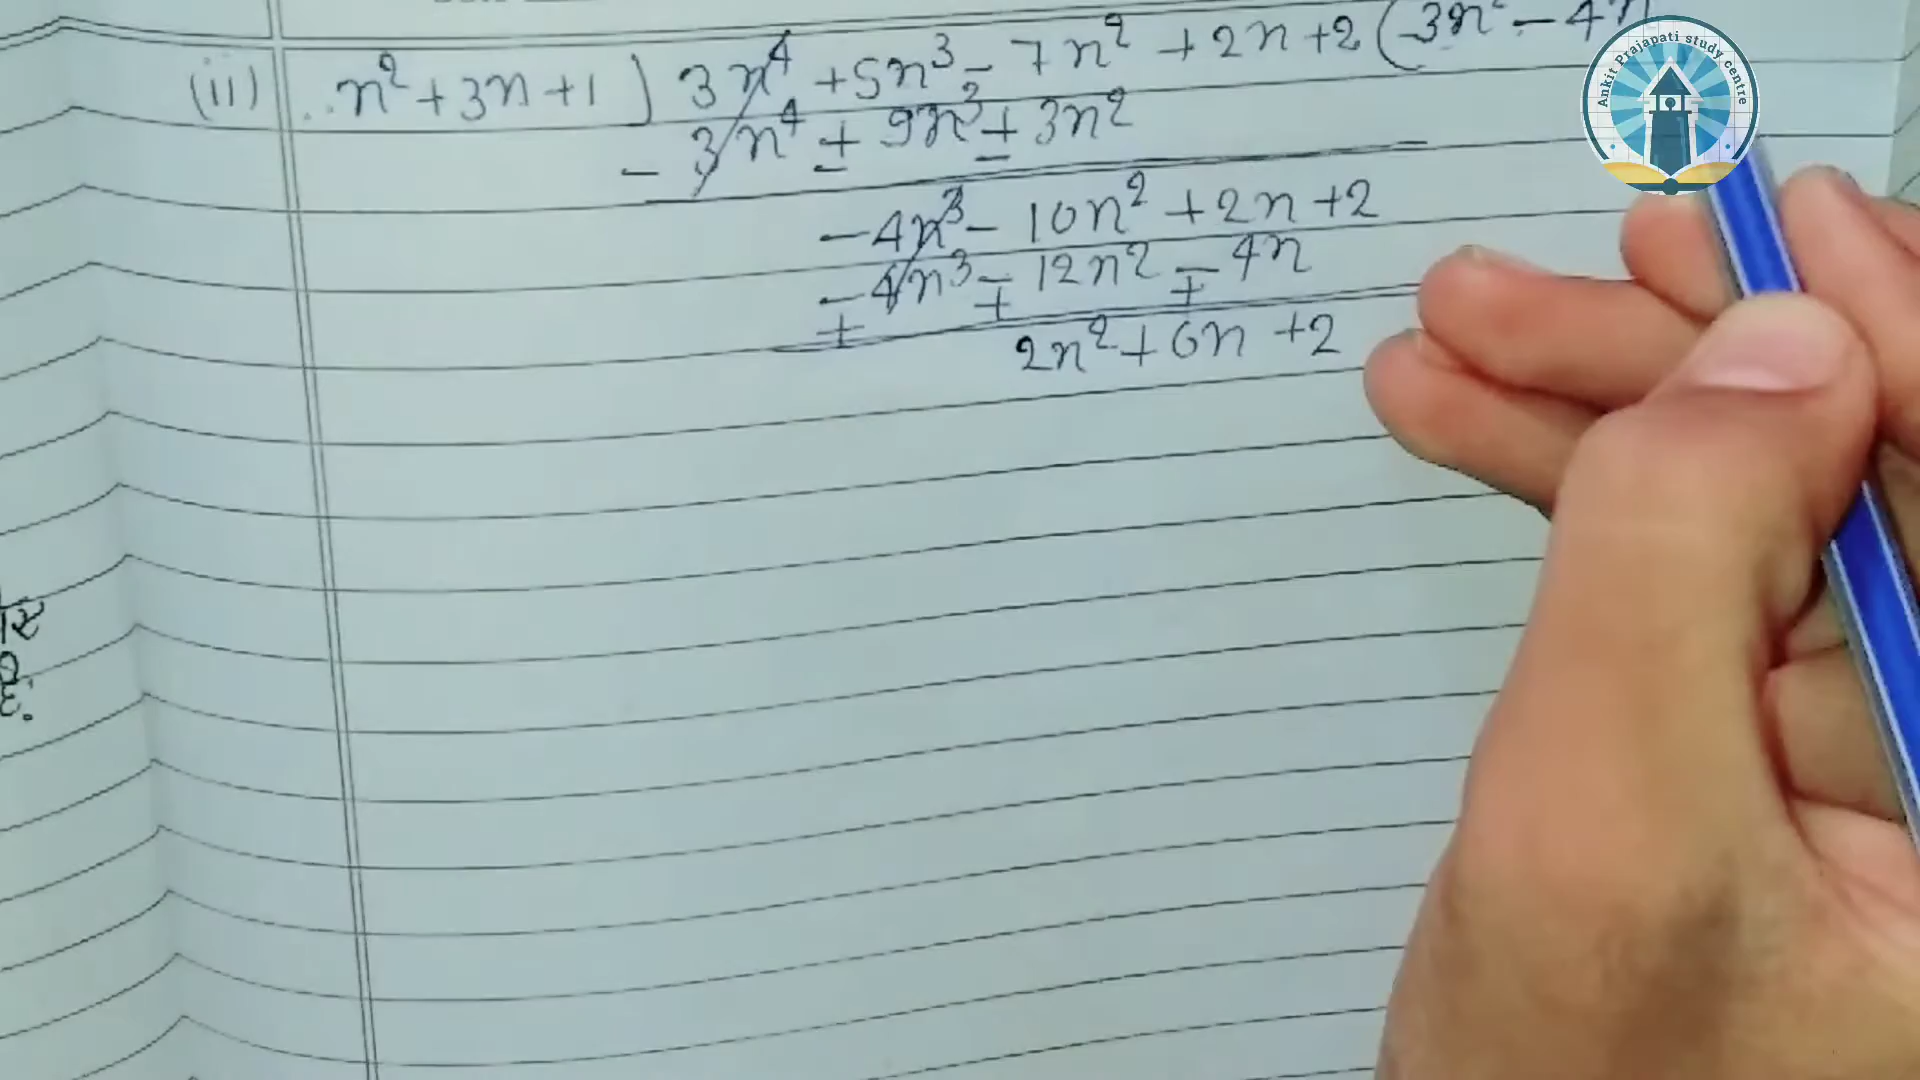 (ii) x² + 3x + 1 ) 3x⁴ + 5x³ - 7x² + 2x + 2 ( 3x² - 4x
- 3x⁴ ± 9x³ ± 3x²
- 4x³ - 10x² + 2x + 2
- 4x³ - 12x² - 4x
+ + +
2x² + 6x + 2
Ankit Prajapati study centre